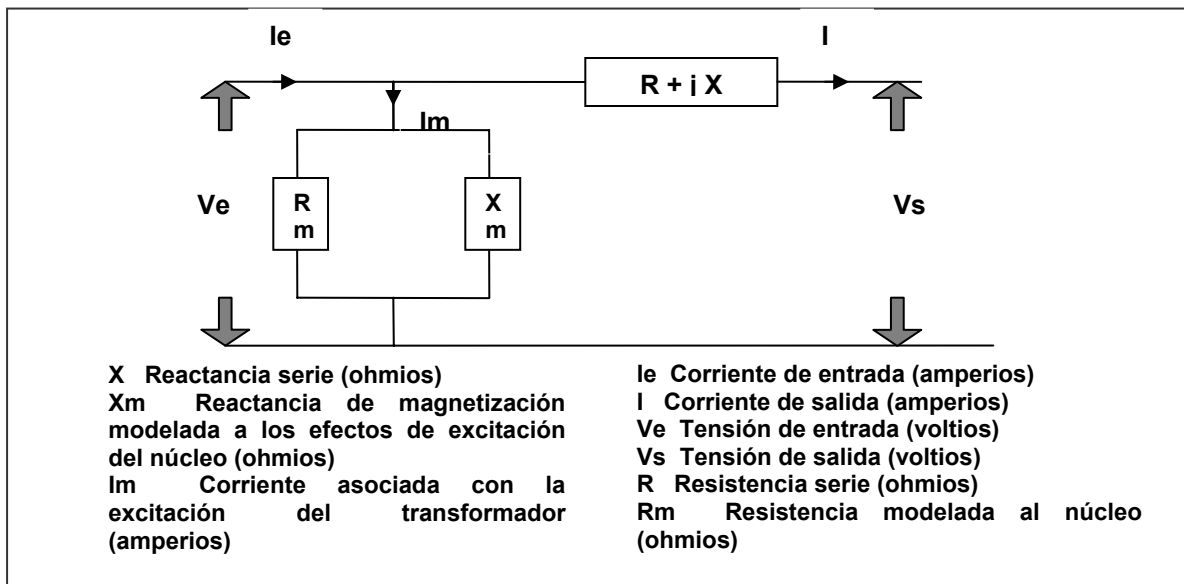 Ie
I
R + j X
Im
Ve
R
m
X
m
Vs
X Reactancia serie (ohmios)
Xm Reactancia de magnetización
modelada a los efectos de excitación
del núcleo (ohmios)
Im Corriente asociada con la
excitación del transformador
(amperios)
Ie Corriente de entrada (amperios)
I Corriente de salida (amperios)
Ve Tensión de entrada (voltios)
Vs Tensión de salida (voltios)
R Resistencia serie (ohmios)
Rm Resistencia modelada al núcleo
(ohmios)